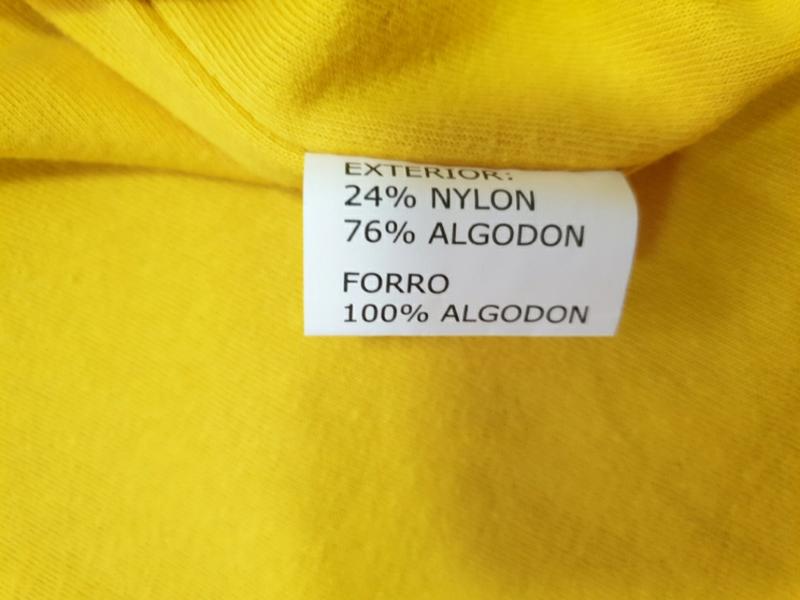 EXTERIOR:
24% NYLON
76% ALGODON
FORRO
100% ALGODON